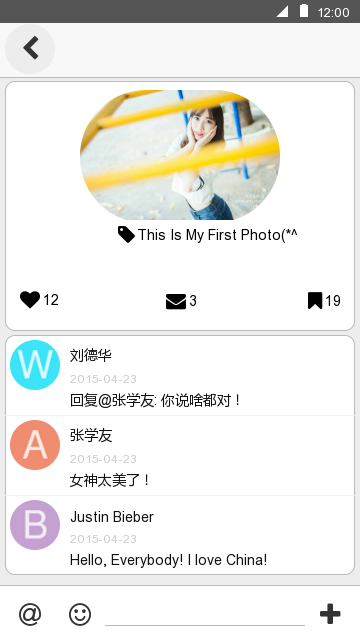 12:00
This Is My First Photo(*^
12
3
19
W
刘德华
2015-04-23
回复@张学友: 你说啥都对！
A
张学友
2015-04-23
女神太美了！
B
Justin Bieber
2015-04-23
Hello, Everybody! I love China!
@